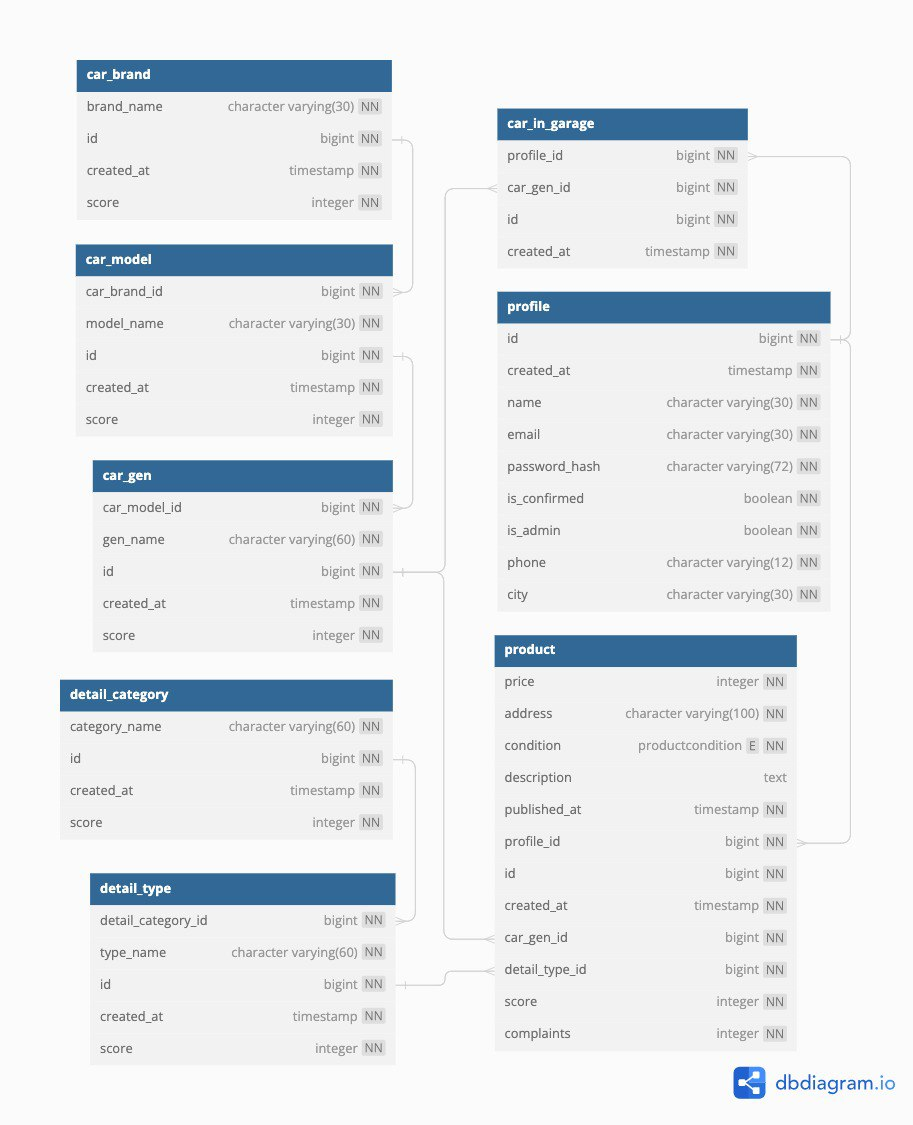 car_brand
brand_name character varying(30) NN
id bigint NN
created_at timestamp NN
score integer NN
car_model
car_brand_id bigint NN
model_name character varying(30) NN
id bigint NN
created_at timestamp NN
score integer NN
car_gen
car_model_id bigint NN
gen_name character varying(60) NN
id bigint NN
created_at timestamp NN
score integer NN
detail_category
category_name character varying(60) NN
id bigint NN
created_at timestamp NN
score integer NN
detail_type
detail_category_id bigint NN
type_name character varying(60) NN
id bigint NN
created_at timestamp NN
score integer NN
car_in_garage
profile_id bigint NN
car_gen_id bigint NN
id bigint NN
created_at timestamp NN
profile
id bigint NN
created_at timestamp NN
name character varying(30) NN
email character varying(30) NN
password_hash character varying(72) NN
is_confirmed boolean NN
is_admin boolean NN
phone character varying(12) NN
city character varying(30) NN
product
price integer NN
address character varying(100) NN
condition productcondition E NN
description text
published_at timestamp NN
profile_id bigint NN
id bigint NN
created_at timestamp NN
car_gen_id bigint NN
detail_type_id bigint NN
score integer NN
complaints integer NN
dbdiagram.io